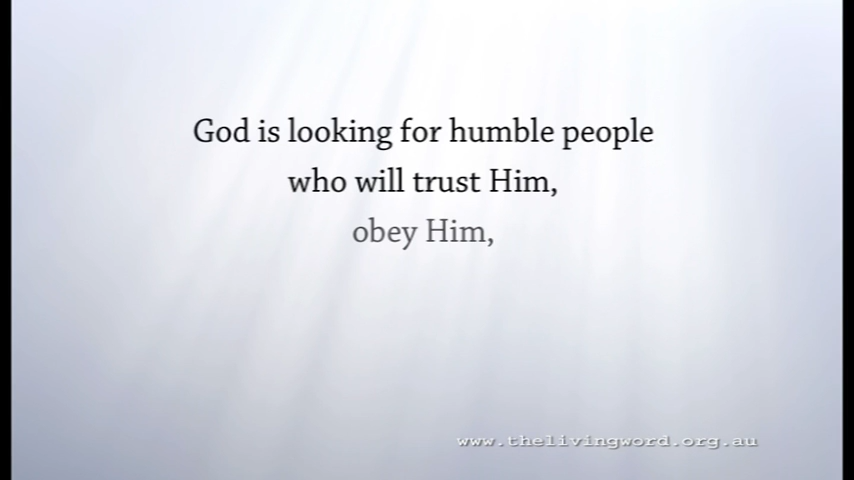 God is looking for humble people
who will trust Him,
obey Him,
www.thelivingword.org.au